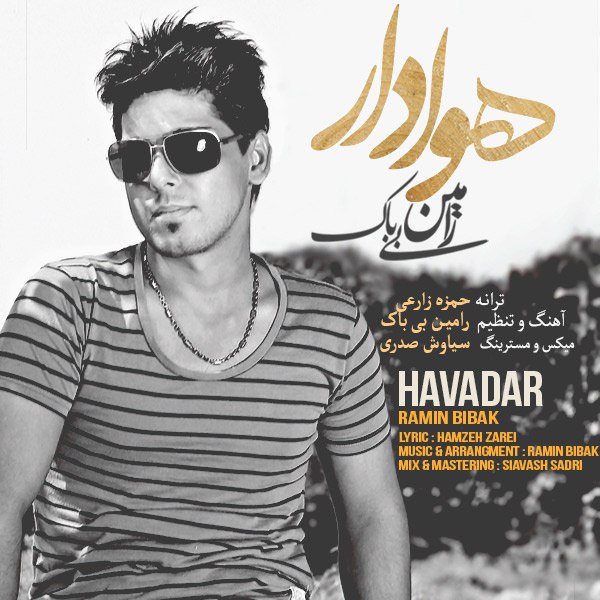 هوادار
رامین بی باک
ترانه حمزه زارعی
آهنگ و تنظیم رامین بی باک
میکس و مسترینگ سیاوش صدری
HAVADAR
RAMIN BIBAK
LYRIC : HAMZEH ZAREI
MUSIC & ARRANGMENT : RAMIN BIBAK
MIX & MASTERING : SIAVASH SADRI